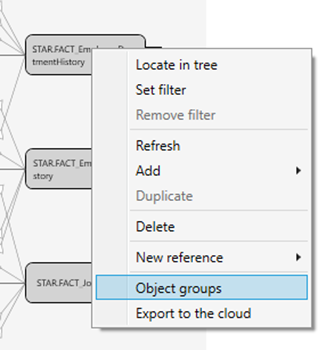 STAR.FACT_Em
tmentHistory
Locate in tree
Set filter
Remove filter
Refresh
Add
Duplicate
Delete
New reference
Object groups
Export to the cloud
STAR.FACT_Em
story
STAR.FACT_Jo